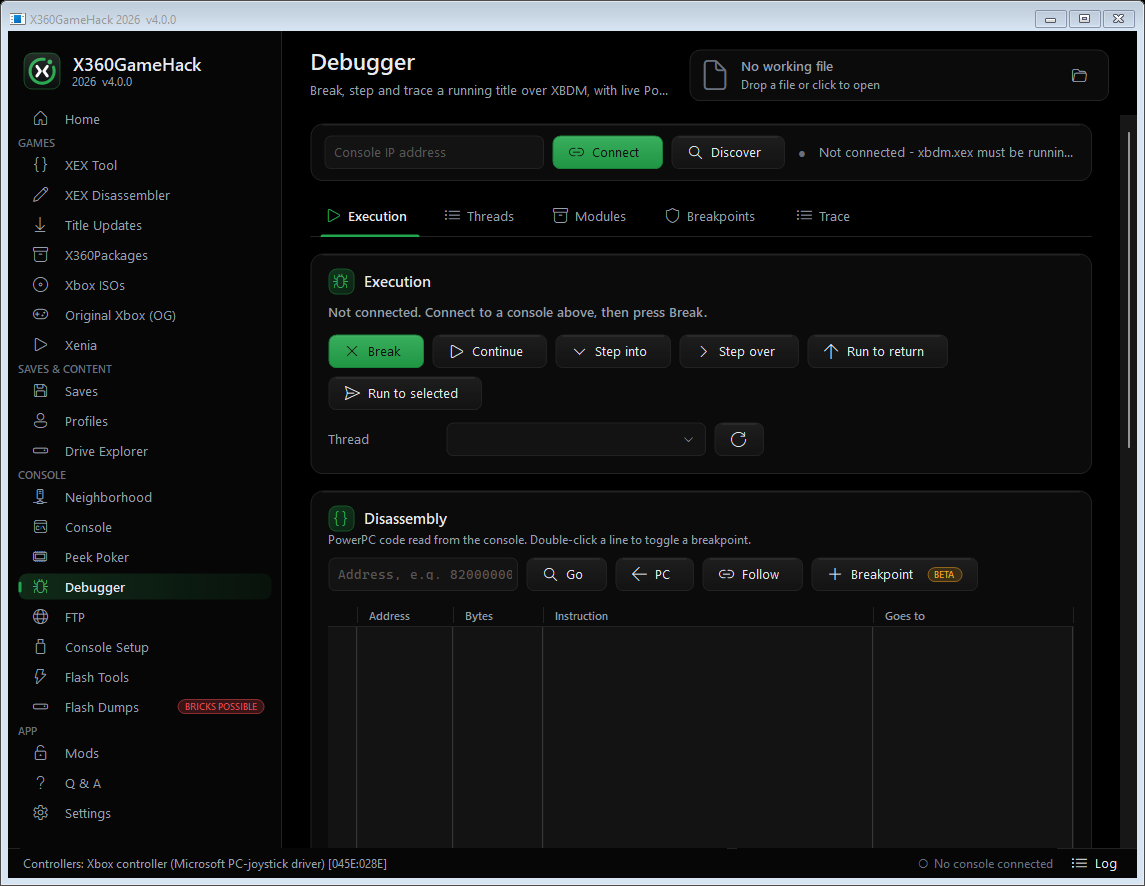 X360GameHack 2026 v4.0.0
X360GameHack
2026 v4.0.0
Home
GAMES
XEX Tool
XEX Disassembler
Title Updates
X360Packages
Xbox ISOs
Original Xbox (OG)
Xenia
SAVES & CONTENT
Saves
Profiles
Drive Explorer
CONSOLE
Neighborhood
Console
Peek Poker
Debugger
FTP
Console Setup
Flash Tools
Flash Dumps BRICKS POSSIBLE
APP
Mods
Q & A
Settings
Debugger
Break, step and trace a running title over XBDM, with live Po...
No working file
Drop a file or click to open
Console IP address Connect Discover Not connected - xbdm.xex must be runnin...
Execution Threads Modules Breakpoints Trace
Execution
Not connected. Connect to a console above, then press Break.
Break Continue Step into Step over Run to return
Run to selected
Thread
Disassembly
PowerPC code read from the console. Double-click a line to toggle a breakpoint.
Address, e.g. 82000000 Go PC Follow Breakpoint BETA
Address Bytes Instruction Goes to
Controllers: Xbox controller (Microsoft PC-joystick driver) [045E:028E] No console connected Log